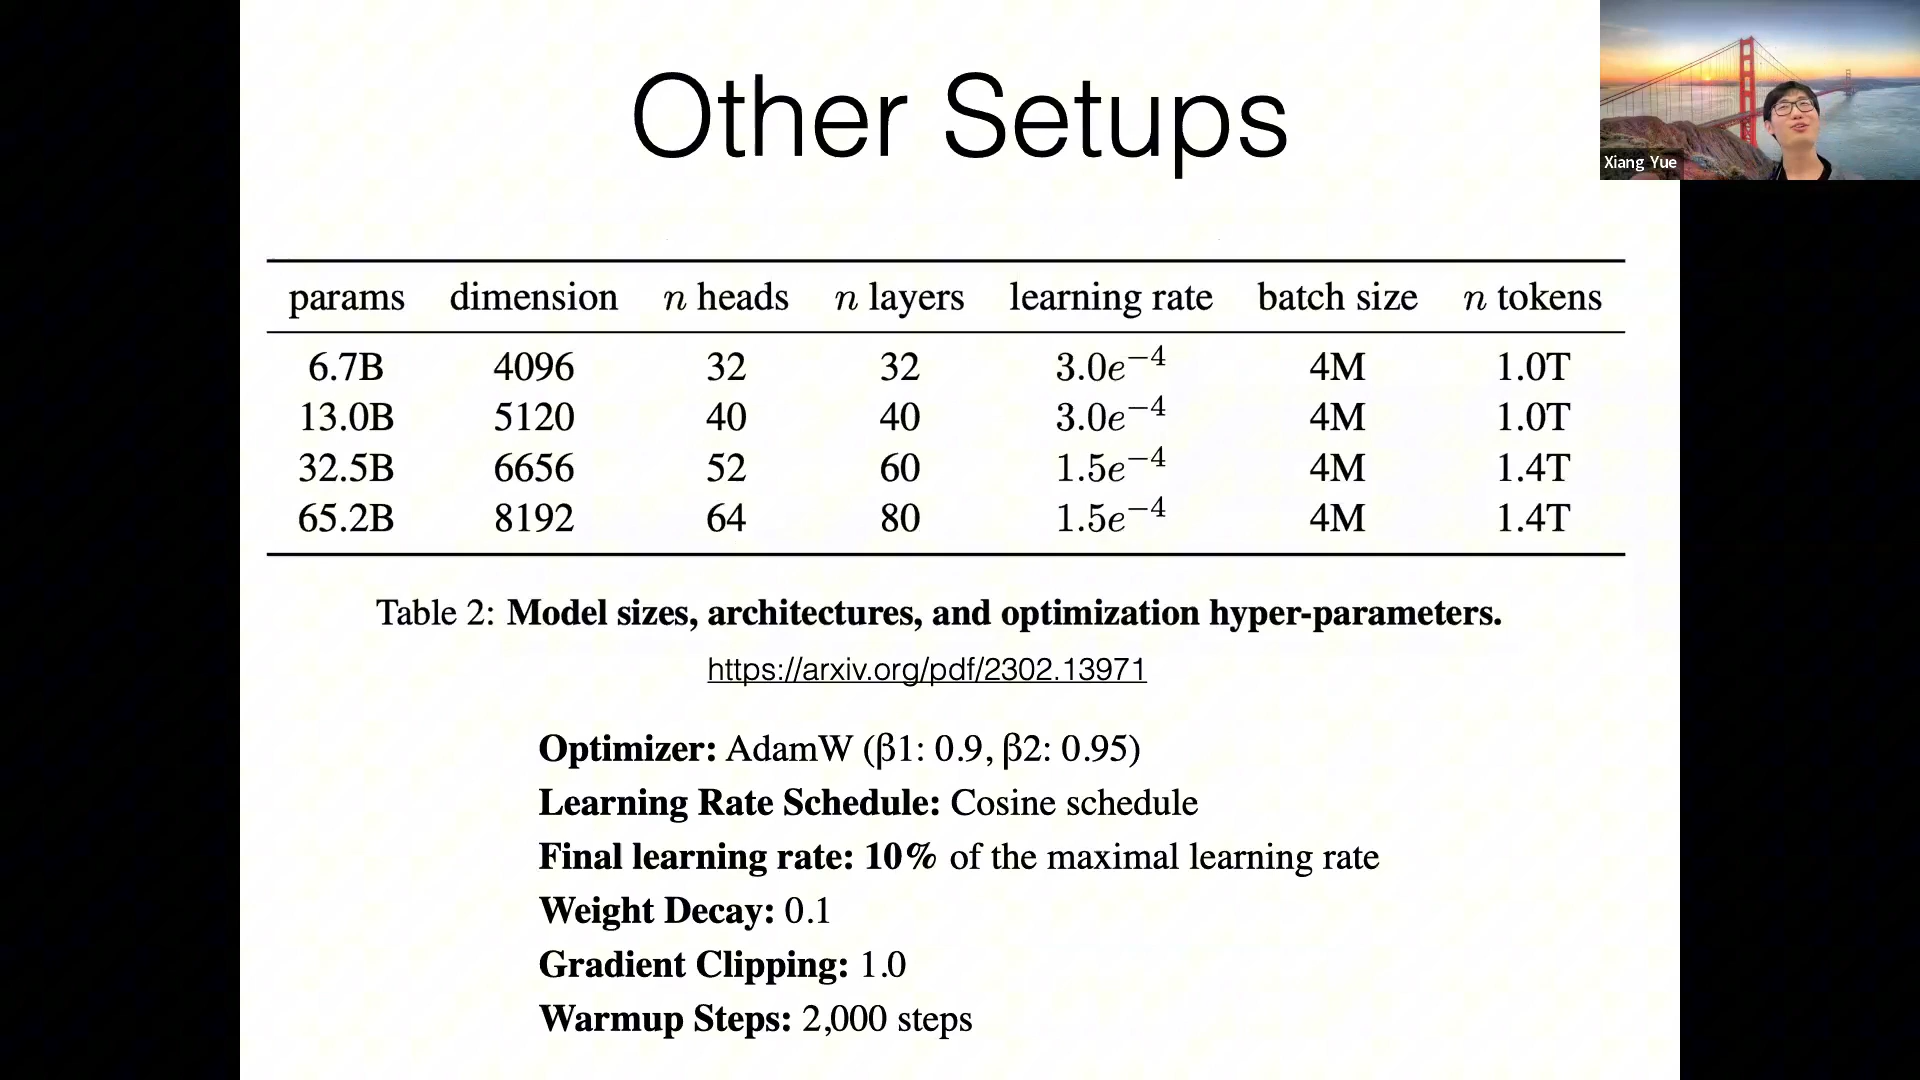 Other Setups
Xiang Yue
params dimension n heads n layers learning rate batch size n tokens
6.7B 4096 32 32 3.0e⁻⁴ 4M 1.0T
13.0B 5120 40 40 3.0e⁻⁴ 4M 1.0T
32.5B 6656 52 60 1.5e⁻⁴ 4M 1.4T
65.2B 8192 64 80 1.5e⁻⁴ 4M 1.4T
Table 2: Model sizes, architectures, and optimization hyper-parameters.
https://arxiv.org/pdf/2302.13971
Optimizer: AdamW (β1: 0.9, β2: 0.95)
Learning Rate Schedule: Cosine schedule
Final learning rate: 10% of the maximal learning rate
Weight Decay: 0.1
Gradient Clipping: 1.0
Warmup Steps: 2,000 steps